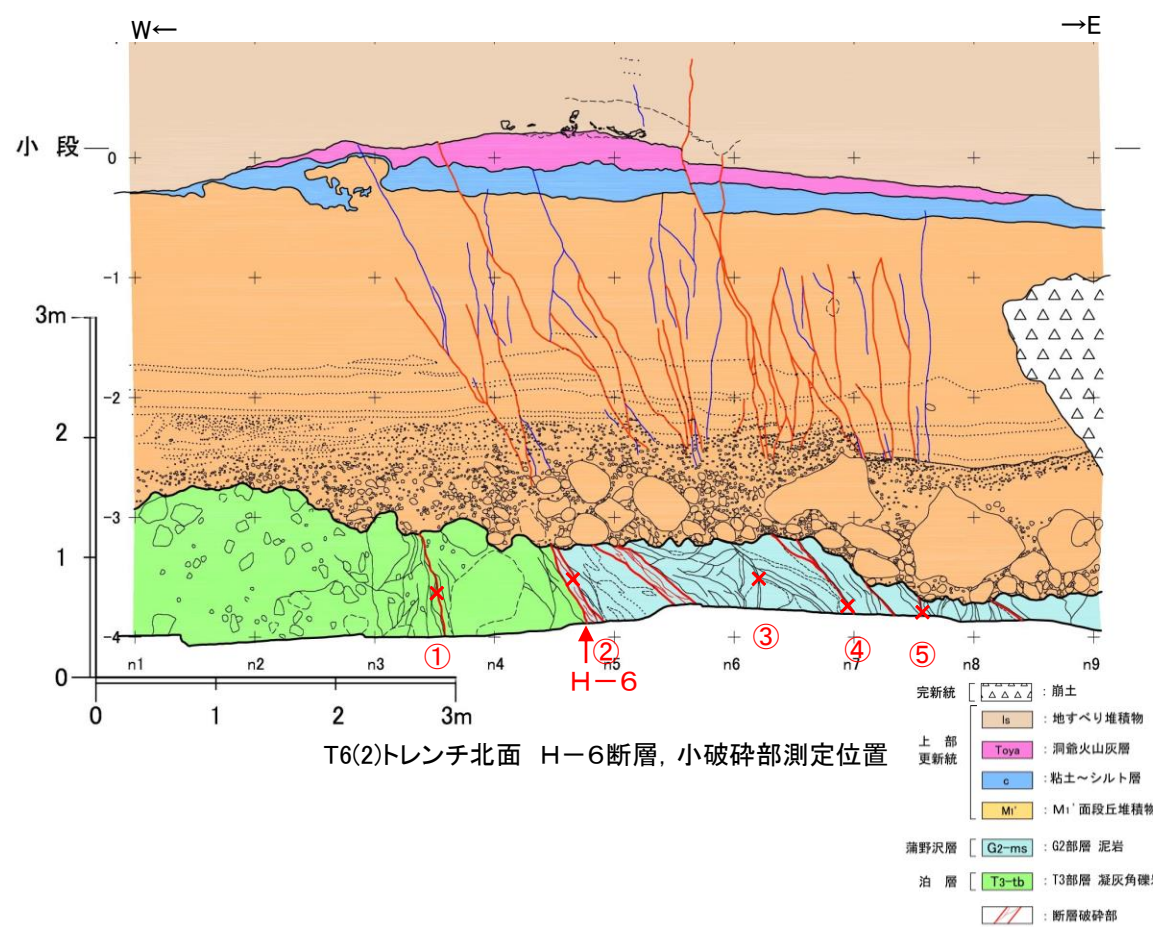 W←
→E
小 段
0
-1
-2
-3
-4
3m
2
1
0
n1
n2
n3
n4
n5
n6
n7
n8
n9
①
②
③
④
⑤
H-6
0
1
2
3m
T6(2)トレンチ北面　H-6断層, 小破砕部測定位置
完新統
：崩土
上 部
更新統
ls ：地すべり堆積物
Toya ：洞爺火山灰層
c ：粘土～シルト層
M1' ：M1'面段丘堆積物
蒲野沢層 G2-ms ：G2部層 泥岩
泊 層 T3-tb ：T3部層 凝灰角礫
：断層破砕部